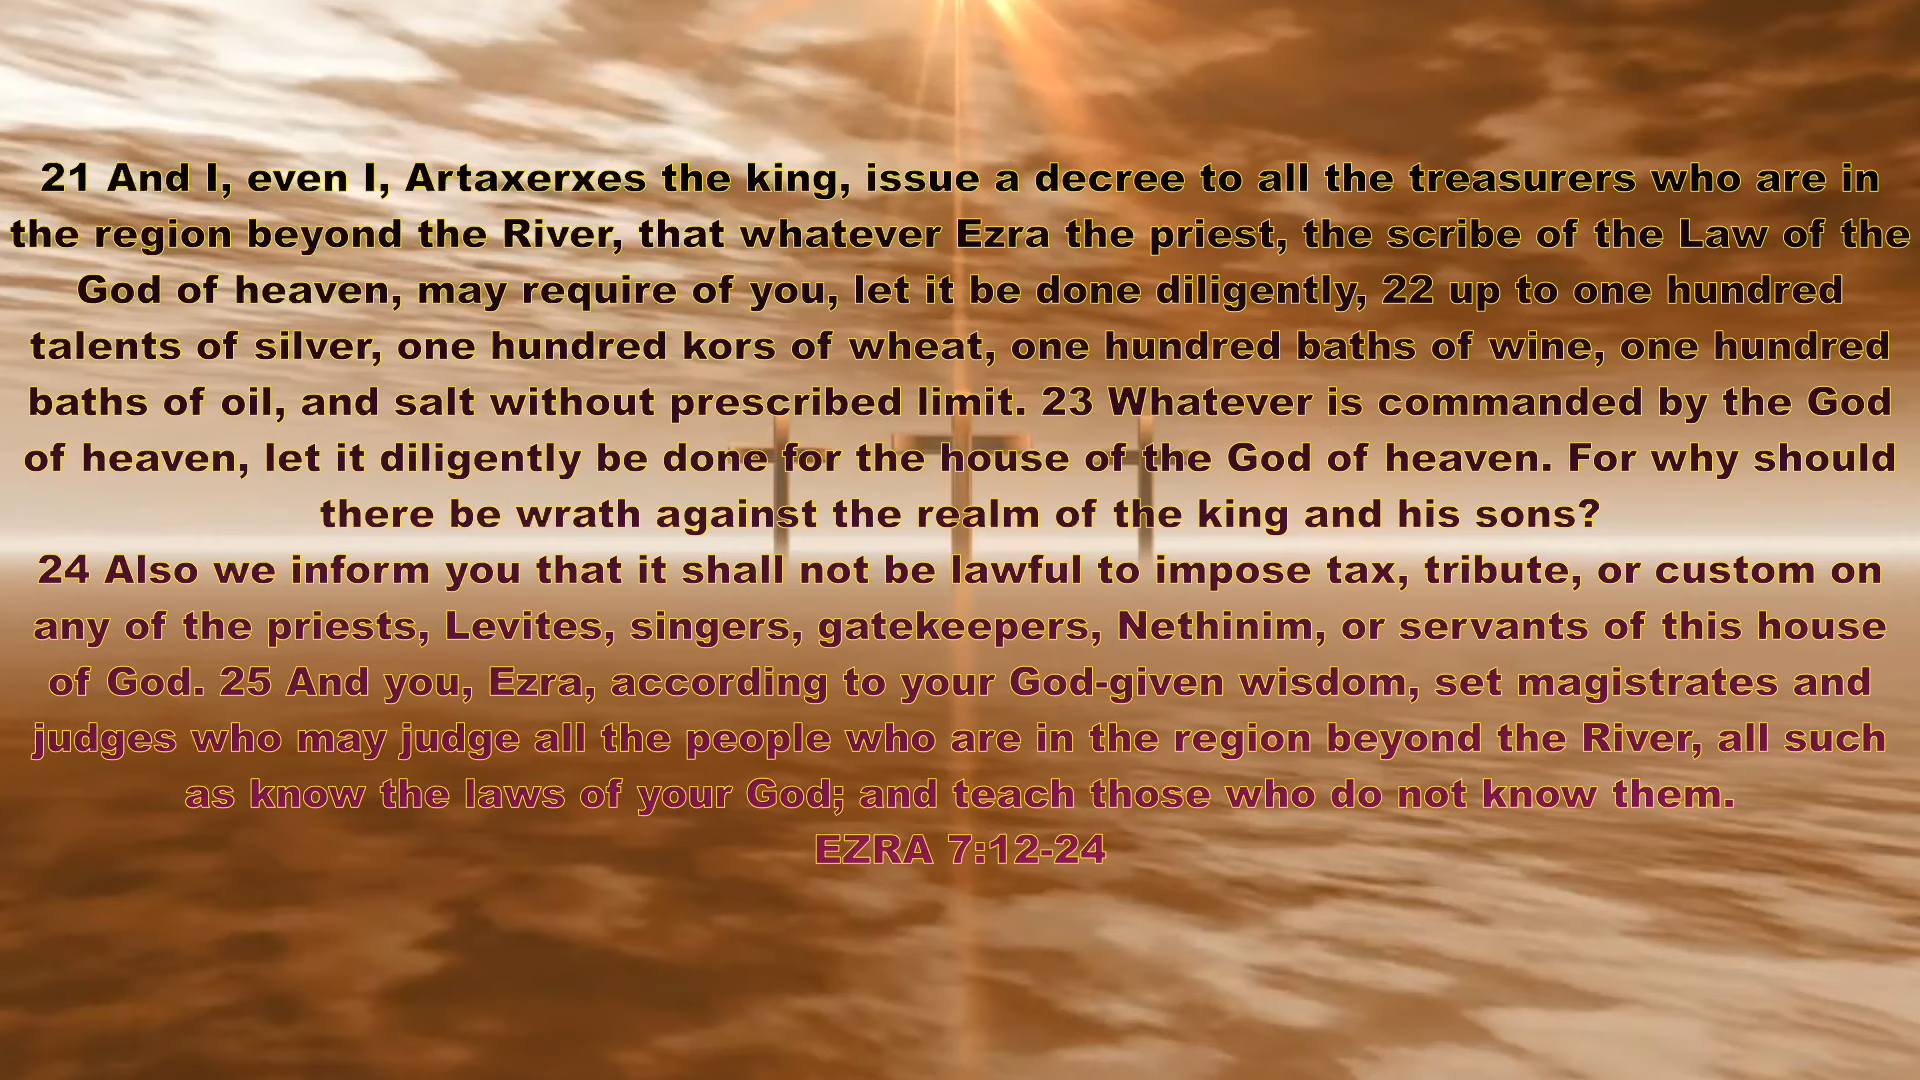 21 And I, even I, Artaxerxes the king, issue a decree to all the treasurers who are in
the region beyond the River, that whatever Ezra the priest, the scribe of the Law of the
God of heaven, may require of you, let it be done diligently, 22 up to one hundred
talents of silver, one hundred kors of wheat, one hundred baths of wine, one hundred
baths of oil, and salt without prescribed limit. 23 Whatever is commanded by the God
of heaven, let it diligently be done for the house of the God of heaven. For why should
there be wrath against the realm of the king and his sons?
24 Also we inform you that it shall not be lawful to impose tax, tribute, or custom on
any of the priests, Levites, singers, gatekeepers, Nethinim, or servants of this house
of God. 25 And you, Ezra, according to your God-given wisdom, set magistrates and
judges who may judge all the people who are in the region beyond the River, all such
as know the laws of your God; and teach those who do not know them.
EZRA 7:12-24